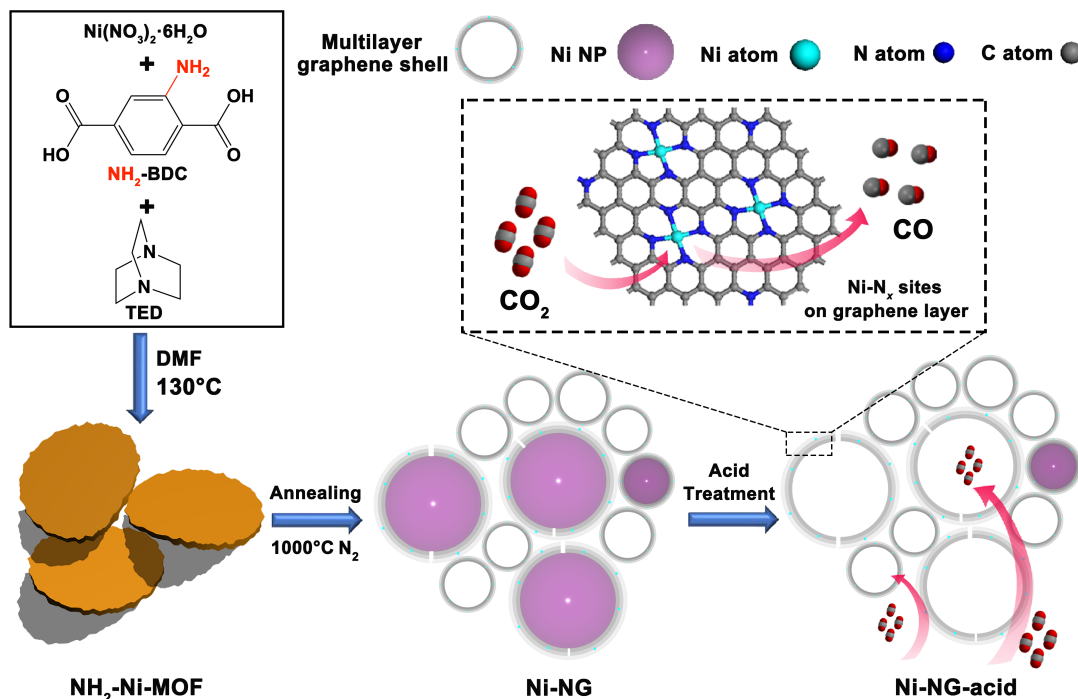 Ni(NO₃)₂·6H₂O
+
NH₂
O
OH
HO
O
NH₂-BDC
+
N
N
TED
DMF
130°C
Multilayer
graphene shell
Ni NP
Ni atom
N atom
C atom
CO₂
CO
Ni-Nₓ sites
on graphene layer
Annealing
1000°C N₂
Acid
Treatment
NH₂-Ni-MOF
Ni-NG
Ni-NG-acid